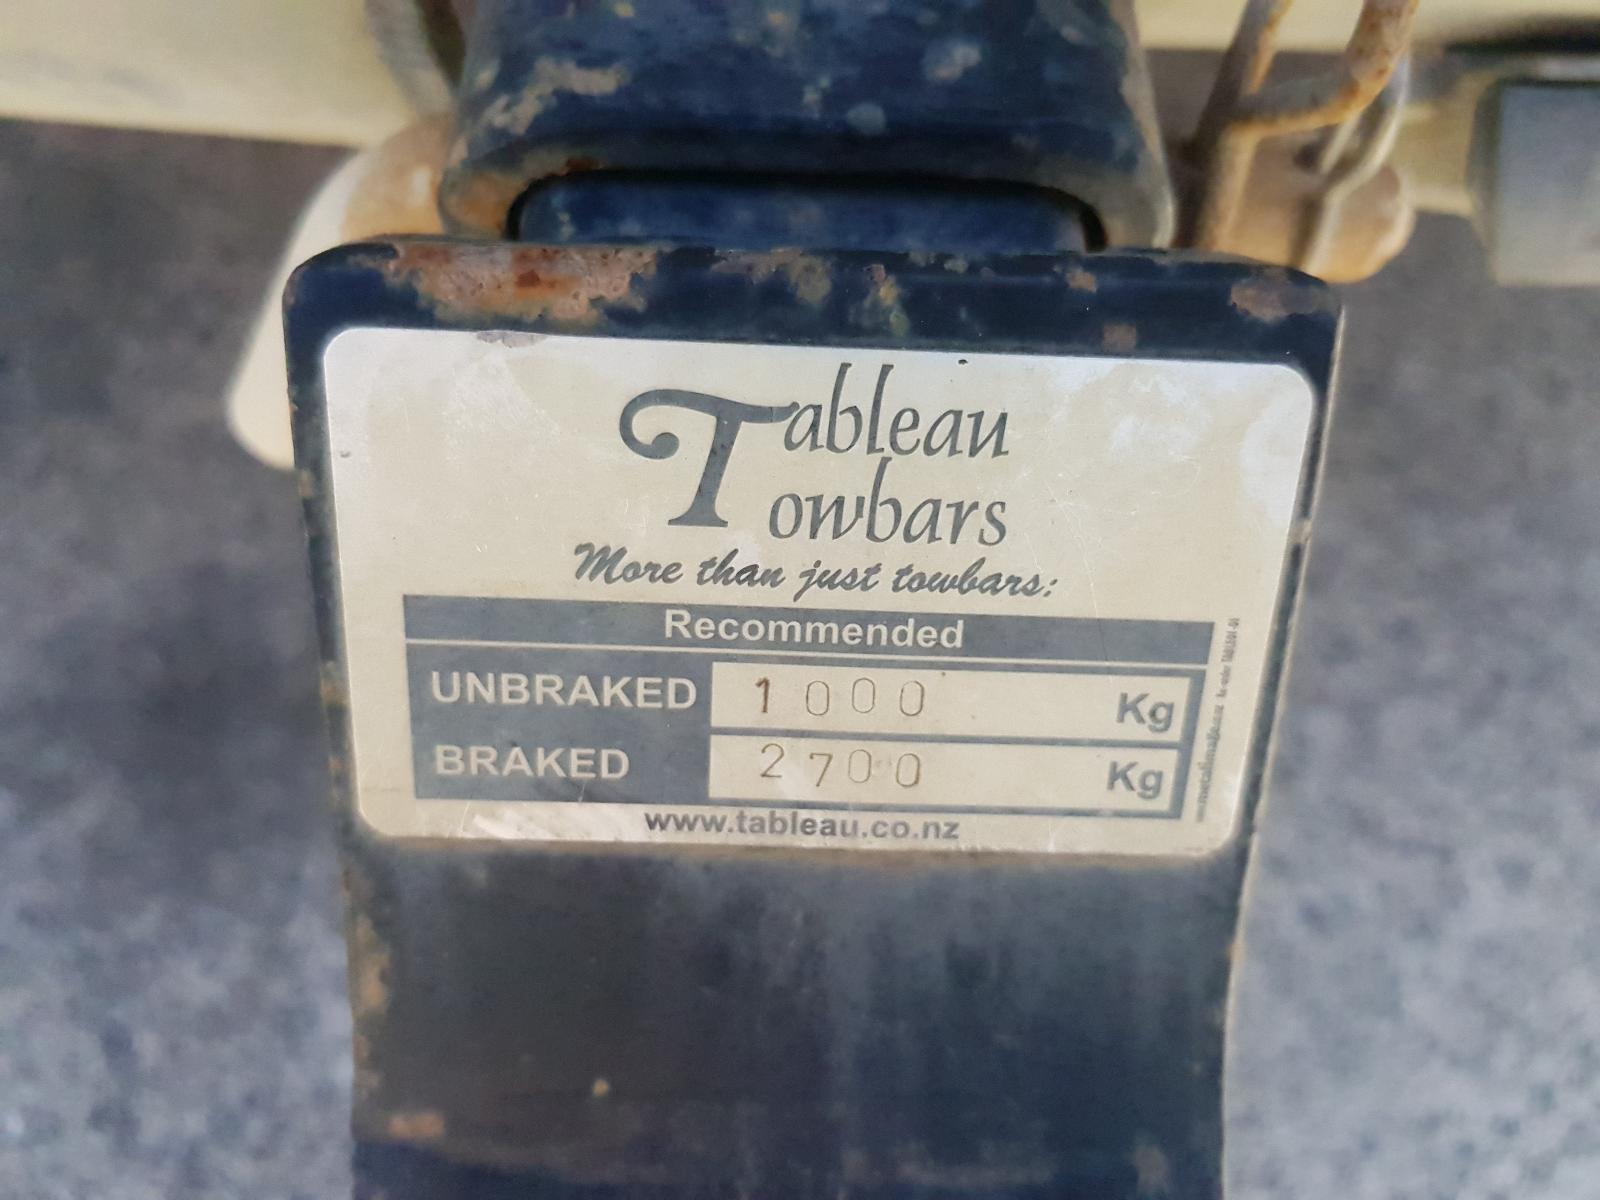 Tableau
Towbars
More than just towbars:
Recommended
UNBRAKED 1000 Kg
BRAKED 2700 Kg
www.tableau.co.nz